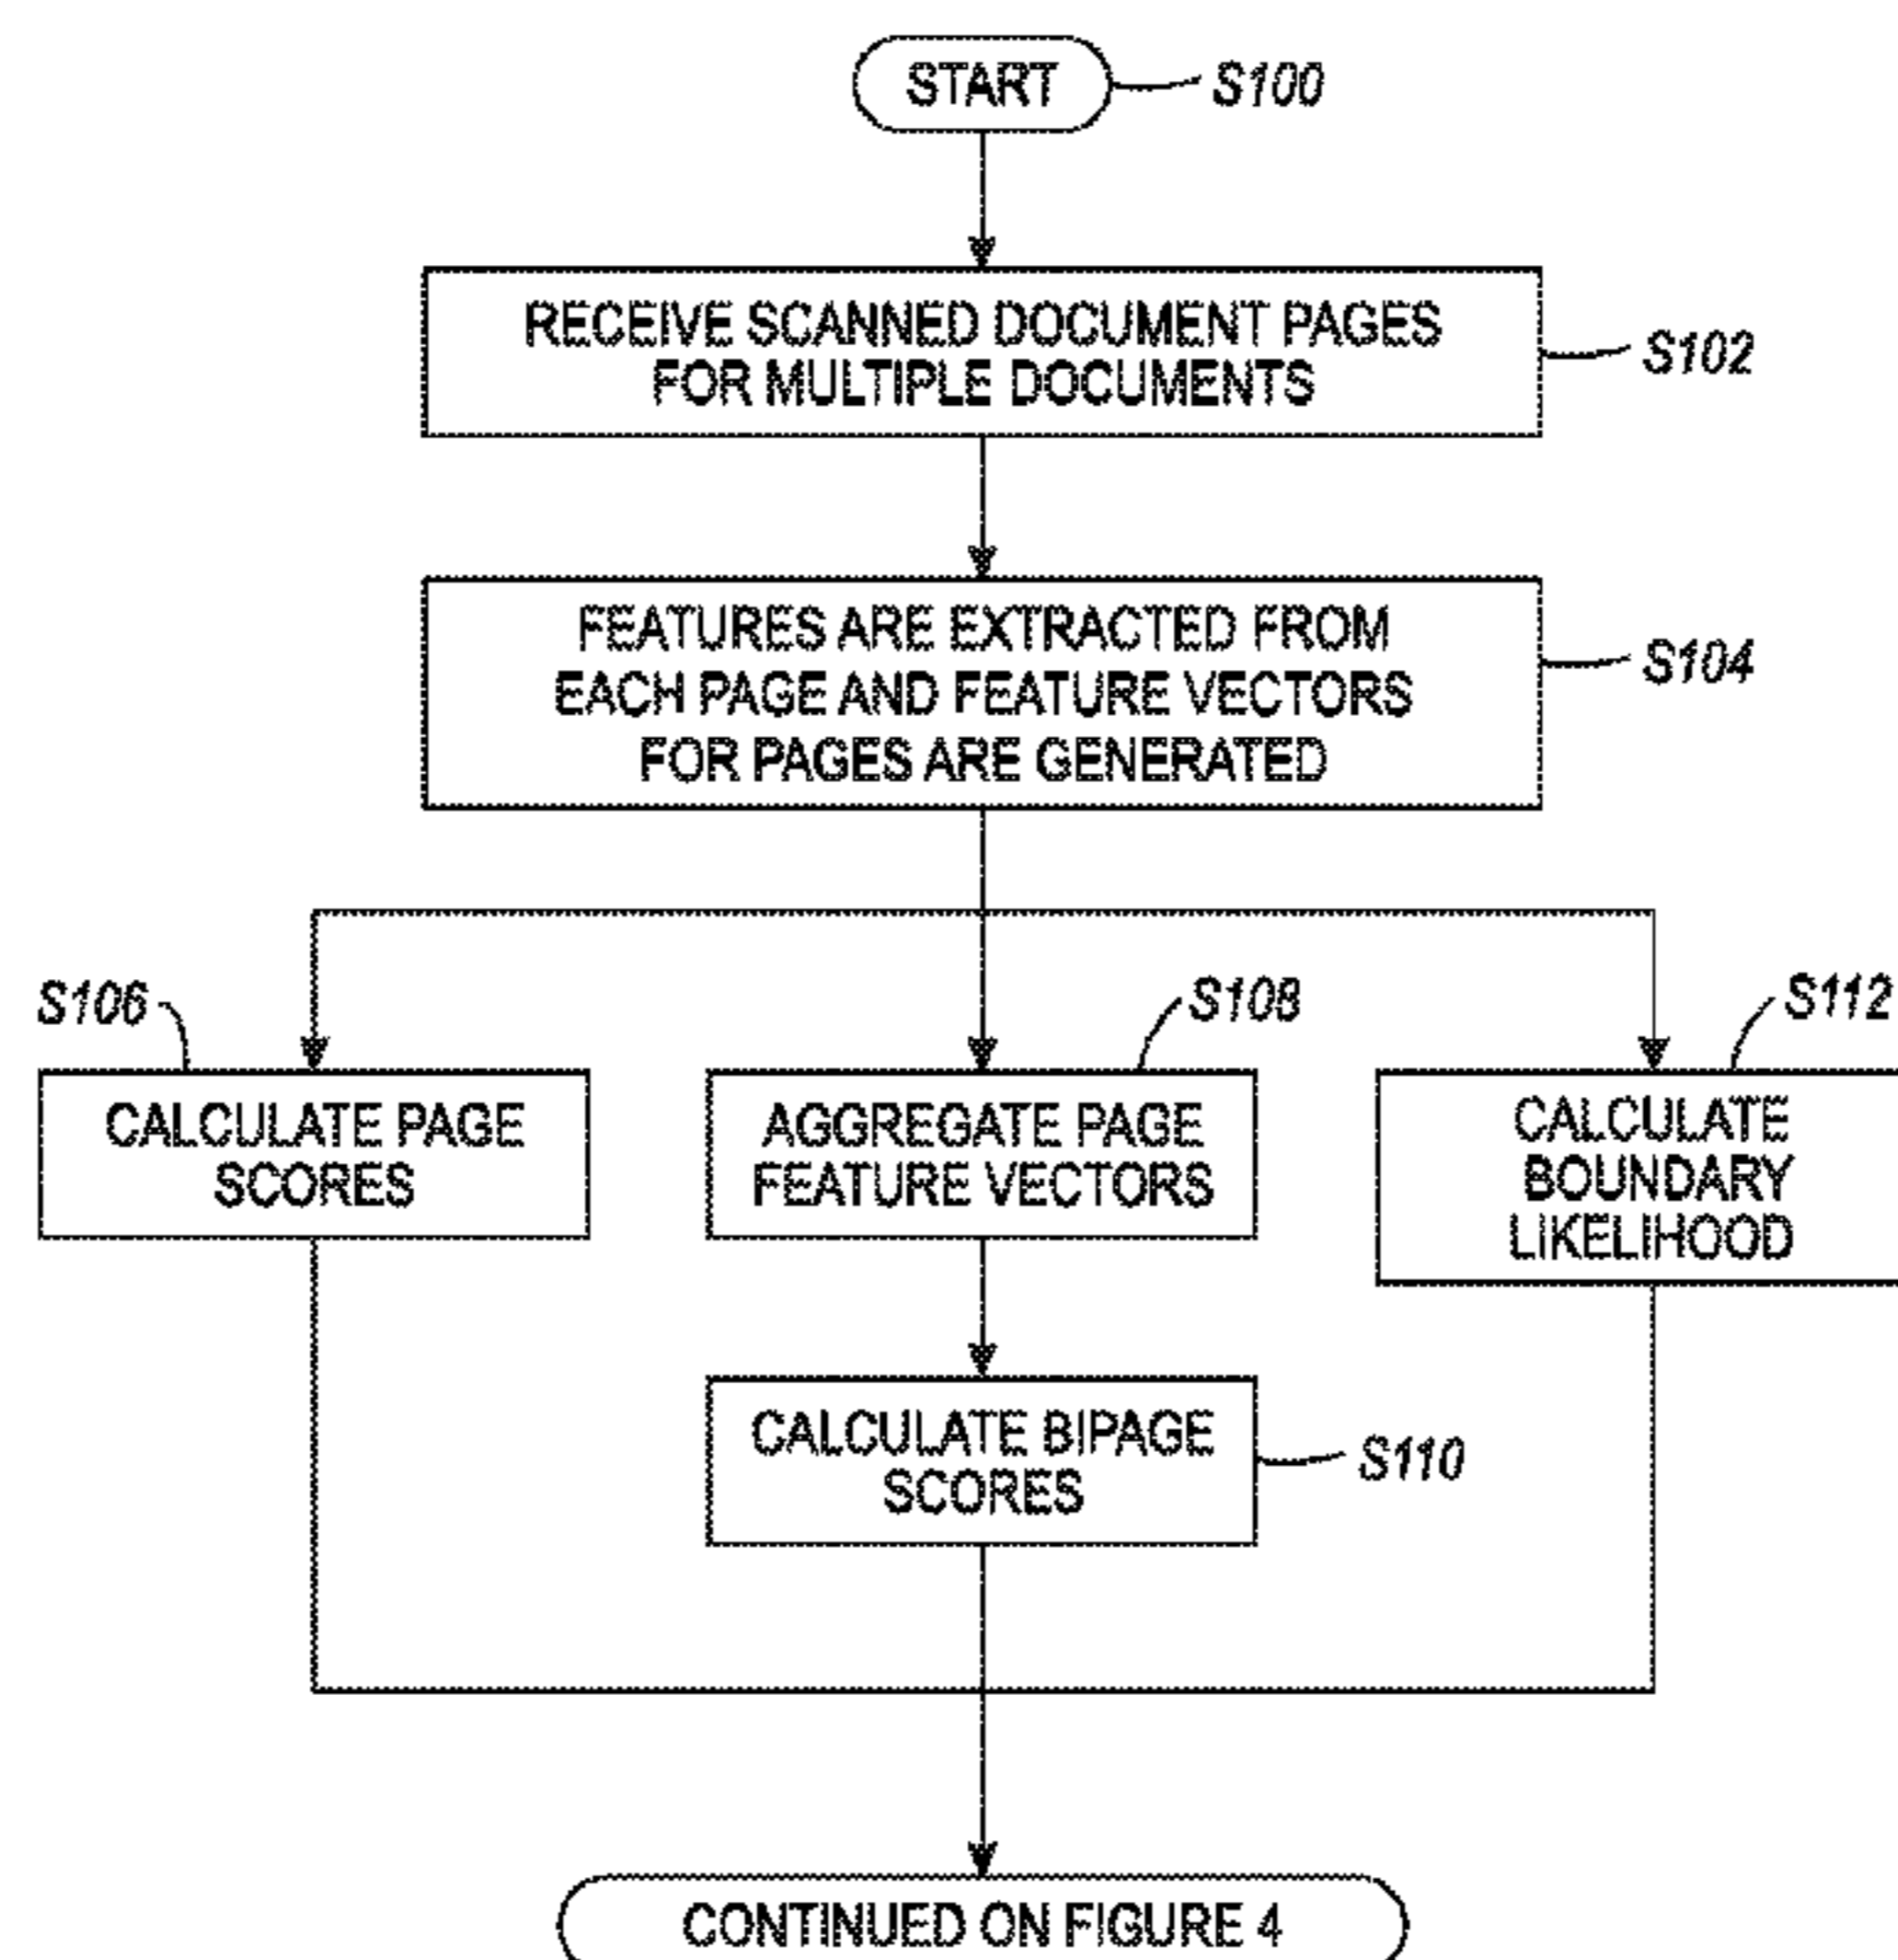 START
S100
RECEIVE SCANNED DOCUMENT PAGES
FOR MULTIPLE DOCUMENTS
S102
FEATURES ARE EXTRACTED FROM
EACH PAGE AND FEATURE VECTORS
FOR PAGES ARE GENERATED
S104
S106
CALCULATE PAGE
SCORES
S108
AGGREGATE PAGE
FEATURE VECTORS
S112
CALCULATE
BOUNDARY
LIKELIHOOD
CALCULATE BIPAGE
SCORES
S110
CONTINUED ON FIGURE 4